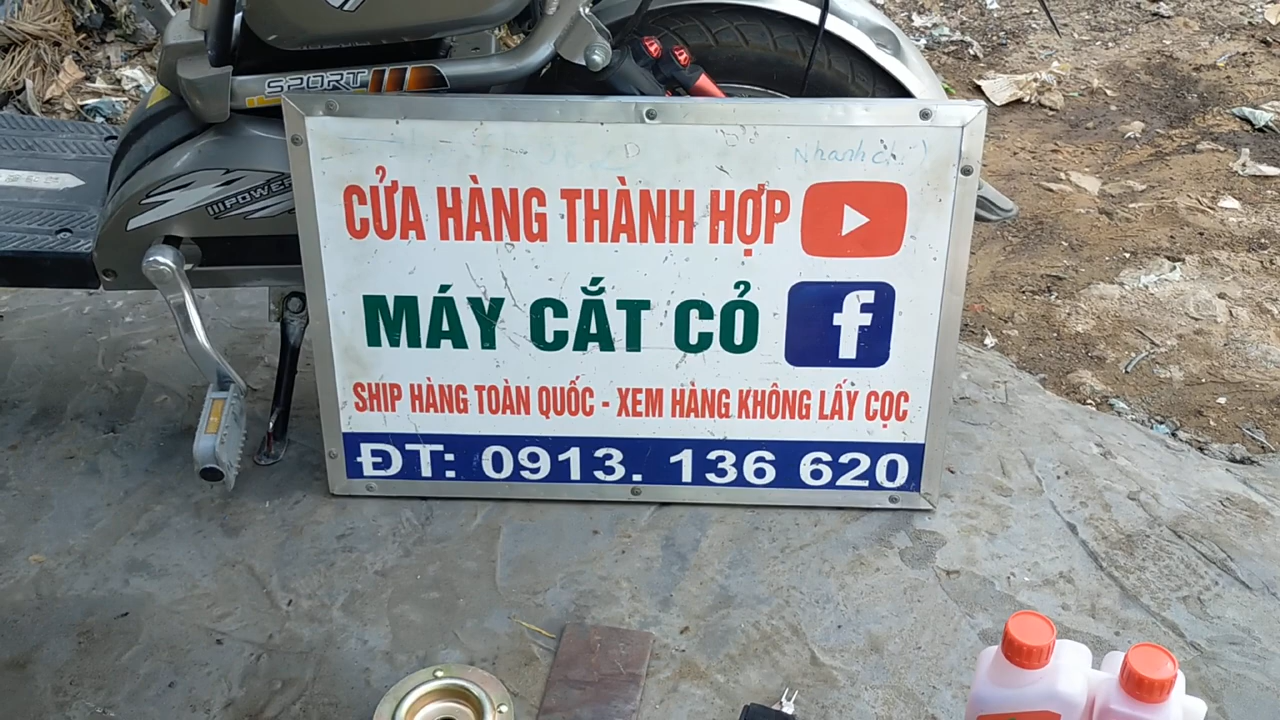 SPORT
POWER
Nhanh
CỬA HÀNG THÀNH HỢP
MÁY CẮT CỎ
f
SHIP HÀNG TOÀN QUỐC - XEM HÀNG KHÔNG LẤY CỌC
ĐT: 0913. 136 620